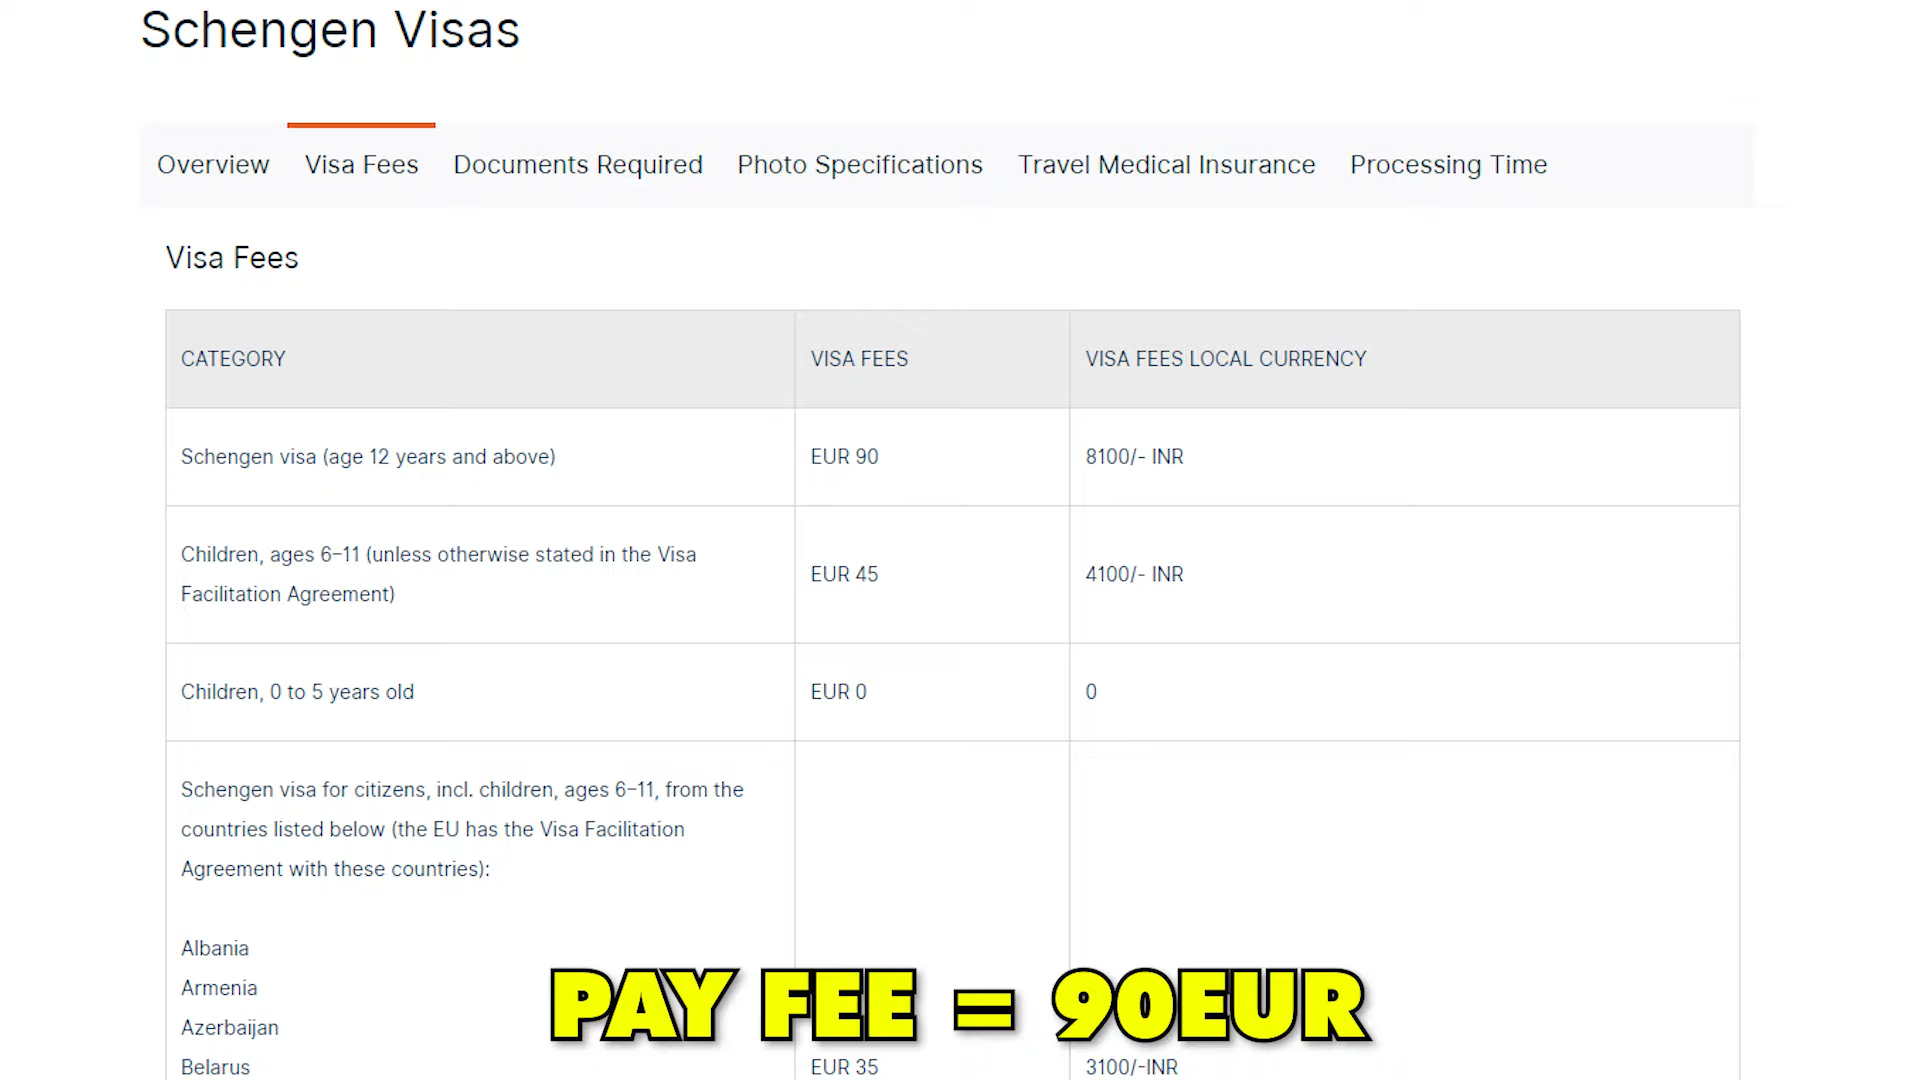 Schengen Visas
Overview Visa Fees Documents Required Photo Specifications Travel Medical Insurance Processing Time
Visa Fees
CATEGORY VISA FEES VISA FEES LOCAL CURRENCY
Schengen visa (age 12 years and above) EUR 90 8100/- INR
Children, ages 6–11 (unless otherwise stated in the Visa
Facilitation Agreement) EUR 45 4100/- INR
Children, 0 to 5 years old EUR 0 0
Schengen visa for citizens, incl. children, ages 6–11, from the
countries listed below (the EU has the Visa Facilitation
Agreement with these countries):
Albania
Armenia
Azerbaijan
Belarus EUR 35 3100/-INR
PAY FEE = 90EUR